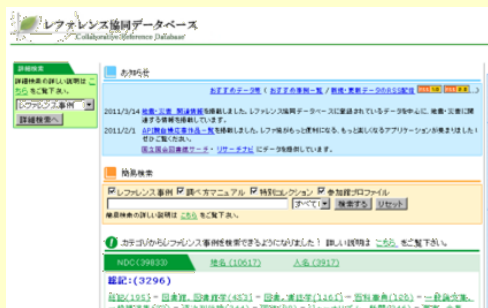 レファレンス協同データベース
Collaborative Reference Database
詳細検索
詳細検索の詳しい説明は こちら をご覧下さい。
レファレンス事例
詳細検索へ
お知らせ
おすすめデータ等 ( おすすめ事例一覧 / 新規・更新データのRSS配信
2011/3/14 地震・災害 関連情報を掲載しました。レファレンス協同データベースに登録されているデータを中心に、地震・災害に関連する情報を掲載しています。
2011/2/1 API舞台構広事作品一覧を掲載しました。レファ協がもっと便利になる、もっと楽しくなるアプリケーションが集まりました!ぜひご覧ください。
国立国会図書館サーチ・リサーチナビ にデータを提供しています。
簡易検索
レファレンス事例 調べ方マニュアル 特別コレクション 参加館プロファイル
すべて 検索する リセット
簡易検索の詳しい説明は こちら をご覧下さい。
カテゴリからレファレンス事例を検索できるようになりました! 詳しい説明は こちら をご覧下さい。
NDC(39833) 地名(10617) 人名(3917)
総記:(3296)